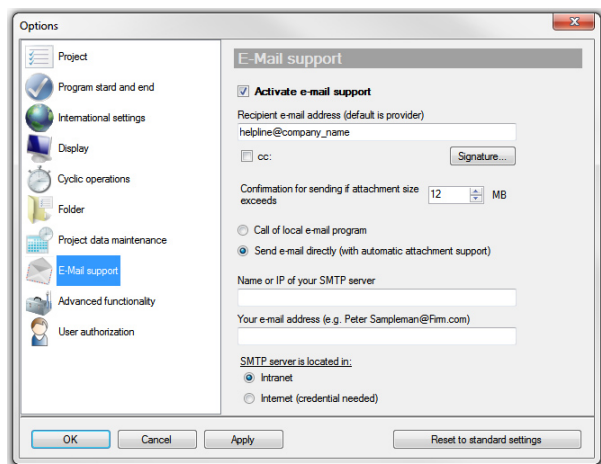 Options
Project
Program stard and end
International settings
Display
Cyclic operations
Folder
Project data maintenance
E-Mail support
Advanced functionality
User authorization
E-Mail support
Activate e-mail support
Recipient e-mail address (default is provider)
helpline@company_name
cc:
Signature...
Confirmation for sending if attachment size
exceeds
12
MB
Call of local e-mail program
Send e-mail directly (with automatic attachment support)
Name or IP of your SMTP server
Your e-mail address (e.g. Peter Sampleman@Firm.com)
SMTP server is located in:
Intranet
Internet (credential needed)
OK
Cancel
Apply
Reset to standard settings